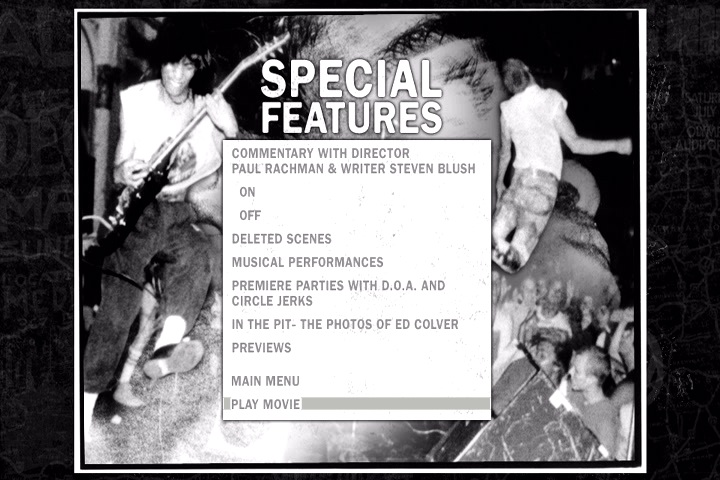 SPECIAL
FEATURES
COMMENTARY WITH DIRECTOR
PAUL RACHMAN & WRITER STEVEN BLUSH
ON
OFF
DELETED SCENES
MUSICAL PERFORMANCES
PREMIERE PARTIES WITH D.O.A. AND
CIRCLE JERKS
IN THE PIT- THE PHOTOS OF ED COLVER
PREVIEWS
MAIN MENU
PLAY MOVIE